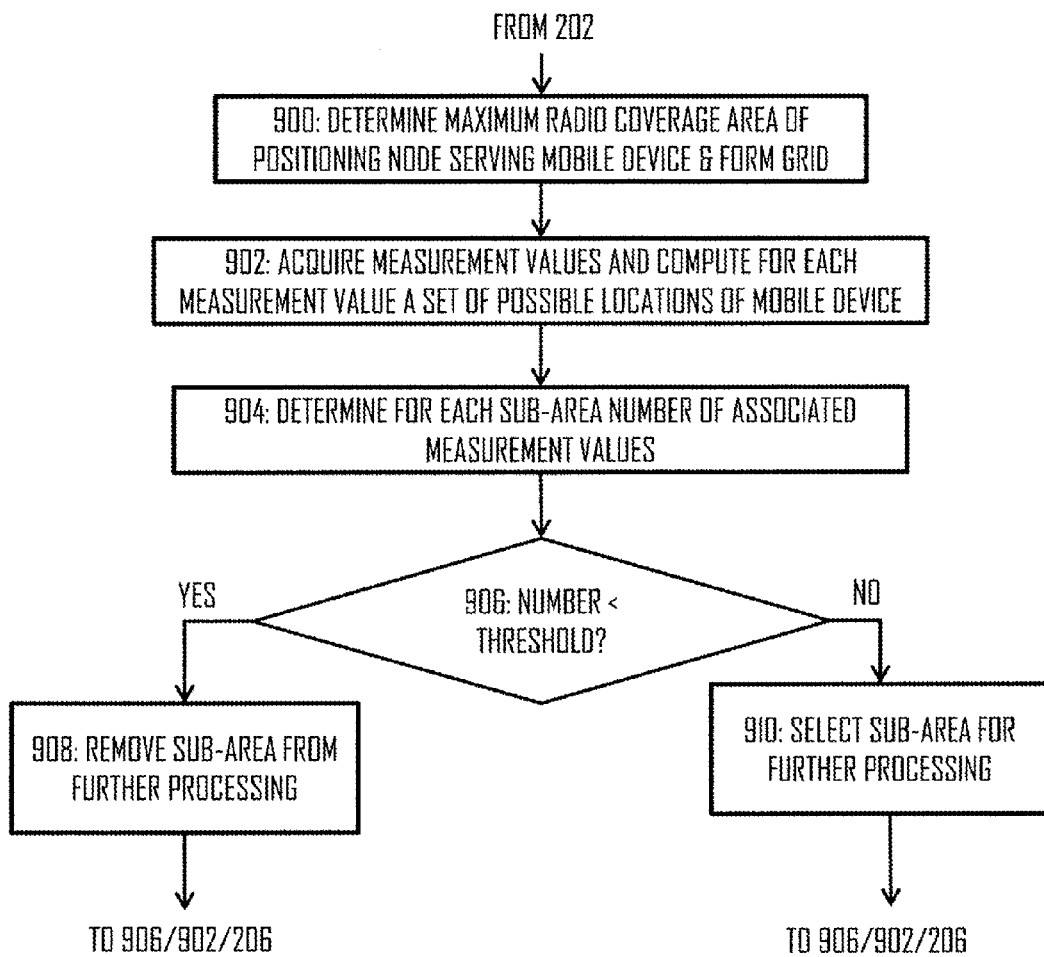 FROM 202
900: DETERMINE MAXIMUM RADIO COVERAGE AREA OF
POSITIONING NODE SERVING MOBILE DEVICE & FORM GRID
902: ACQUIRE MEASUREMENT VALUES AND COMPUTE FOR EACH
MEASUREMENT VALUE A SET OF POSSIBLE LOCATIONS OF MOBILE DEVICE
904: DETERMINE FOR EACH SUB-AREA NUMBER OF ASSOCIATED
MEASUREMENT VALUES
YES
906: NUMBER <
THRESHOLD?
NO
908: REMOVE SUB-AREA FROM
FURTHER PROCESSING
910: SELECT SUB-AREA FOR
FURTHER PROCESSING
TO 906/902/206
TO 906/902/206